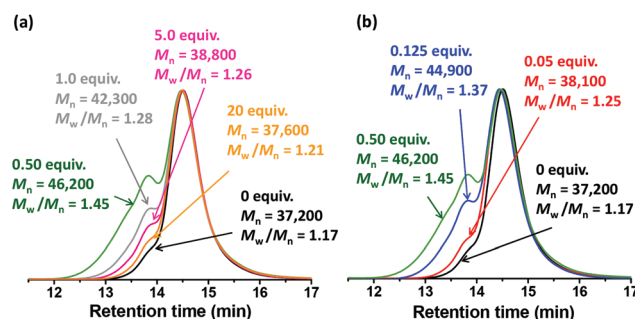 (a)
5.0 equiv.
Mn = 38,800
Mw/Mn = 1.26
1.0 equiv.
Mn = 42,300
Mw/Mn = 1.28
20 equiv.
Mn = 37,600
Mw/Mn = 1.21
0.50 equiv.
Mn = 46,200
Mw/Mn = 1.45
0 equiv.
Mn = 37,200
Mw/Mn = 1.17
12 13 14 15 16 17
Retention time (min)
(b)
0.125 equiv.
Mn = 44,900
Mw/Mn = 1.37
0.05 equiv.
Mn = 38,100
Mw/Mn = 1.25
0.50 equiv.
Mn = 46,200
Mw/Mn = 1.45
0 equiv.
Mn = 37,200
Mw/Mn = 1.17
12 13 14 15 16 17
Retention time (min)